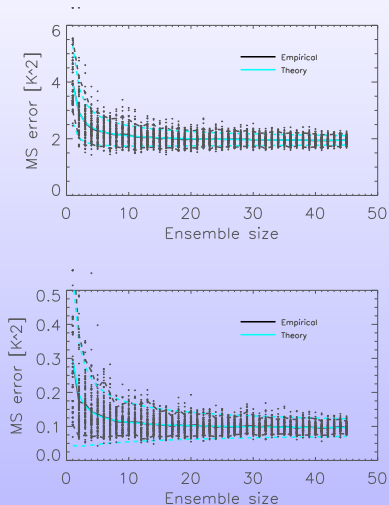 6
4
2
0
MS error [K^2]
Empirical
Theory
0 10 20 30 40 50
Ensemble size
0.5
0.4
0.3
0.2
0.1
0.0
MS error [K^2]
Empirical
Theory
0 10 20 30 40 50
Ensemble size